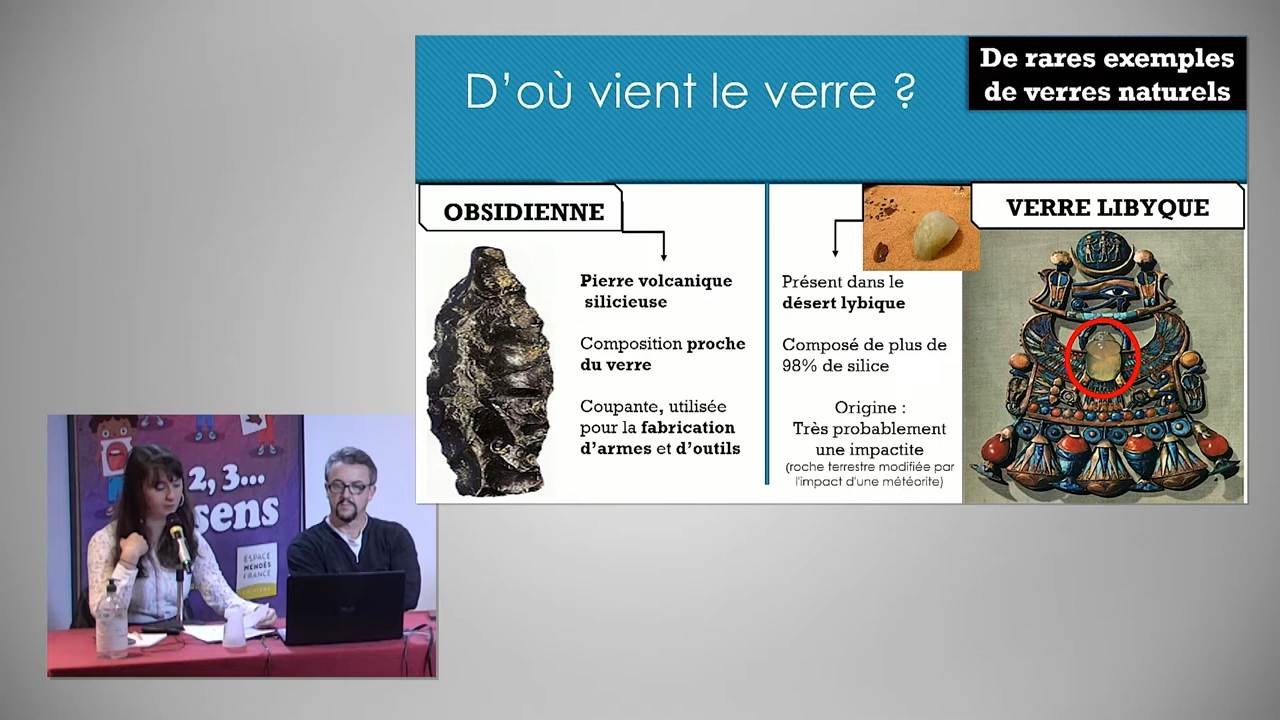 D'où vient le verre ?
De rares exemples
de verres naturels
OBSIDIENNE
Pierre volcanique
silicieuse
Composition proche
du verre
Coupante, utilisée
pour la fabrication
d'armes et d'outils
Présent dans le
désert lybique
Composé de plus de
98% de silice
Origine :
Très probablement
une impactite
(roche terrestre modifiée par
l'impact d'une météorite)
VERRE LIBYQUE
2, 3...
sens
ESPACE
MENDÈS
FRANCE